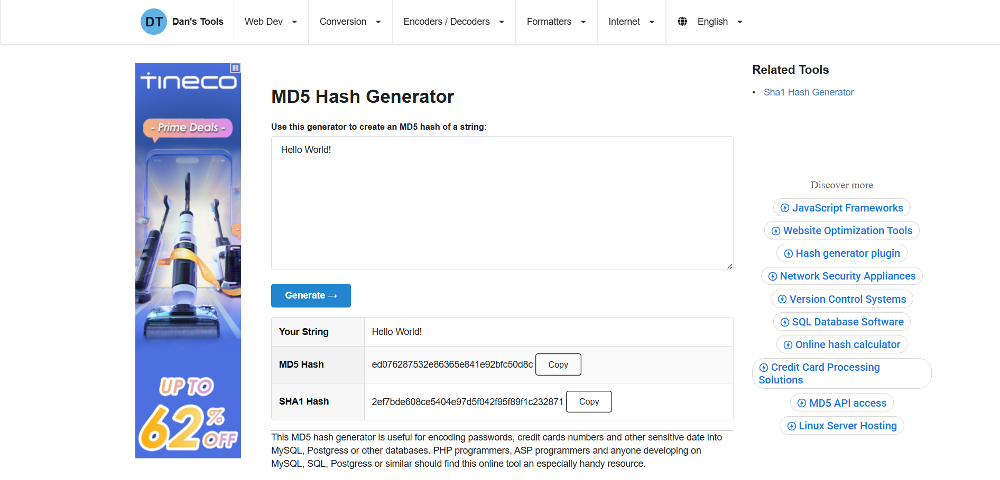 DT Dan's Tools Web Dev Conversion Encoders / Decoders Formatters Internet English
TINECO
- Prime Deals -
UP TO
62% OFF
MD5 Hash Generator
Use this generator to create an MD5 hash of a string:
Hello World!
Generate →
Your String Hello World!
MD5 Hash ed076287532e86365e841e92bfc50d8c Copy
SHA1 Hash 2ef7bde608ce5404e97d5f042f95f89f1c232871 Copy
This MD5 hash generator is useful for encoding passwords, credit cards numbers and other sensitive date into
MySQL, Postgress or other databases. PHP programmers, ASP programmers and anyone developing on
MySQL, SQL, Postgress or similar should find this online tool an especially handy resource.
Related Tools
• Sha1 Hash Generator
Discover more
JavaScript Frameworks
Website Optimization Tools
Hash generator plugin
Network Security Appliances
Version Control Systems
SQL Database Software
Online hash calculator
Credit Card Processing
Solutions
MD5 API access
Linux Server Hosting